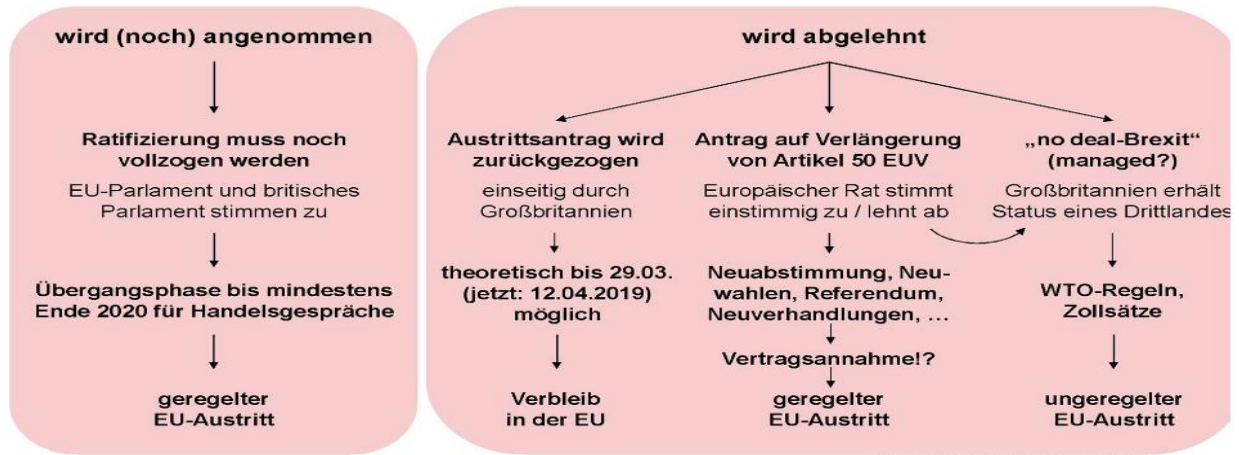 wird (noch) angenommen
Ratifizierung muss noch
vollzogen werden
EU-Parlament und britisches
Parlament stimmen zu
Übergangsphase bis mindestens
Ende 2020 für Handelsgespräche
geregelter
EU-Austritt
wird abgelehnt
Austrittsantrag wird
zurückgezogen
einseitig durch
Großbritannien
theoretisch bis 29.03.
(jetzt: 12.04.2019)
möglich
Verbleib
in der EU
Antrag auf Verlängerung
von Artikel 50 EUV
Europäischer Rat stimmt
einstimmig zu / lehnt ab
Neuabstimmung, Neu-
wahlen, Referendum,
Neuverhandlungen, ...
Vertragsannahme!?
geregelter
EU-Austritt
„no deal-Brexit“
(managed?)
Großbritannien erhält
Status eines Drittlandes
WTO-Regeln,
Zollsätze
ungeregelter
EU-Austritt